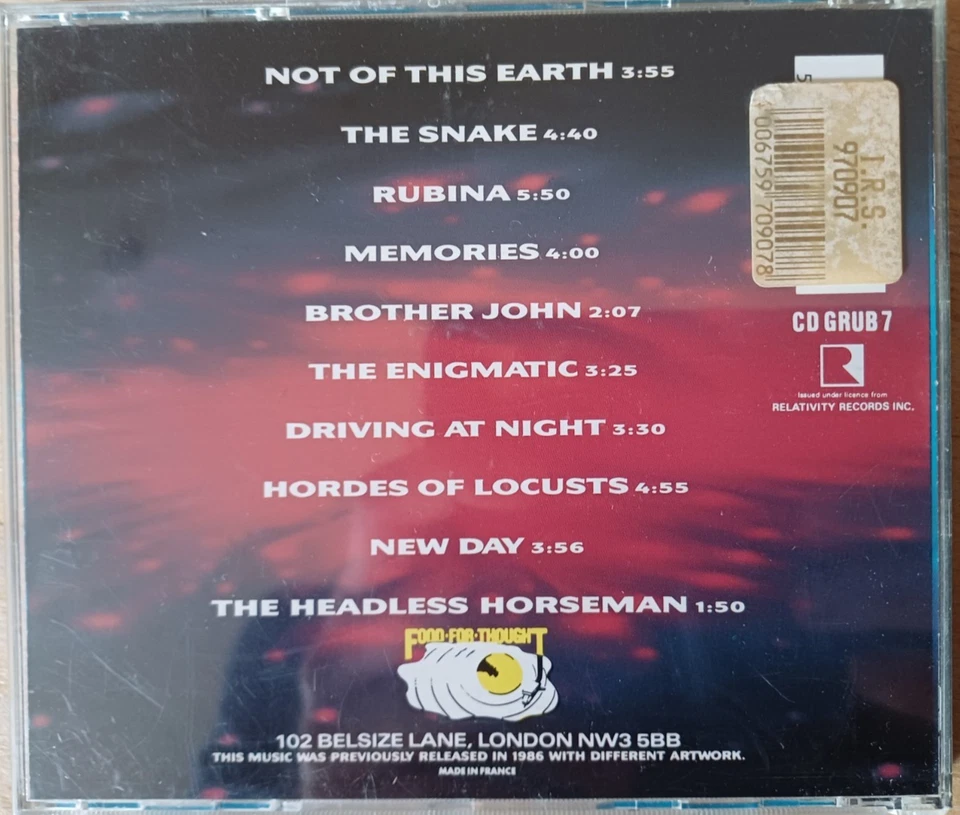 NOT OF THIS EARTH 3:55
THE SNAKE 4:40
RUBINA 5:50
MEMORIES 4:00
BROTHER JOHN 2:07
THE ENIGMATIC 3:25
DRIVING AT NIGHT 3:30
HORDES OF LOCUSTS 4:55
NEW DAY 3:56
THE HEADLESS HORSEMAN 1:50
FOOD·FOR·THOUGHT
102 BELSIZE LANE, LONDON NW3 5BB
THIS MUSIC WAS PREVIOUSLY RELEASED IN 1986 WITH DIFFERENT ARTWORK.
MADE IN FRANCE
5
I.R.S.
970907
006759 709078
CD GRUB 7
R
Issued under licence from
RELATIVITY RECORDS INC.